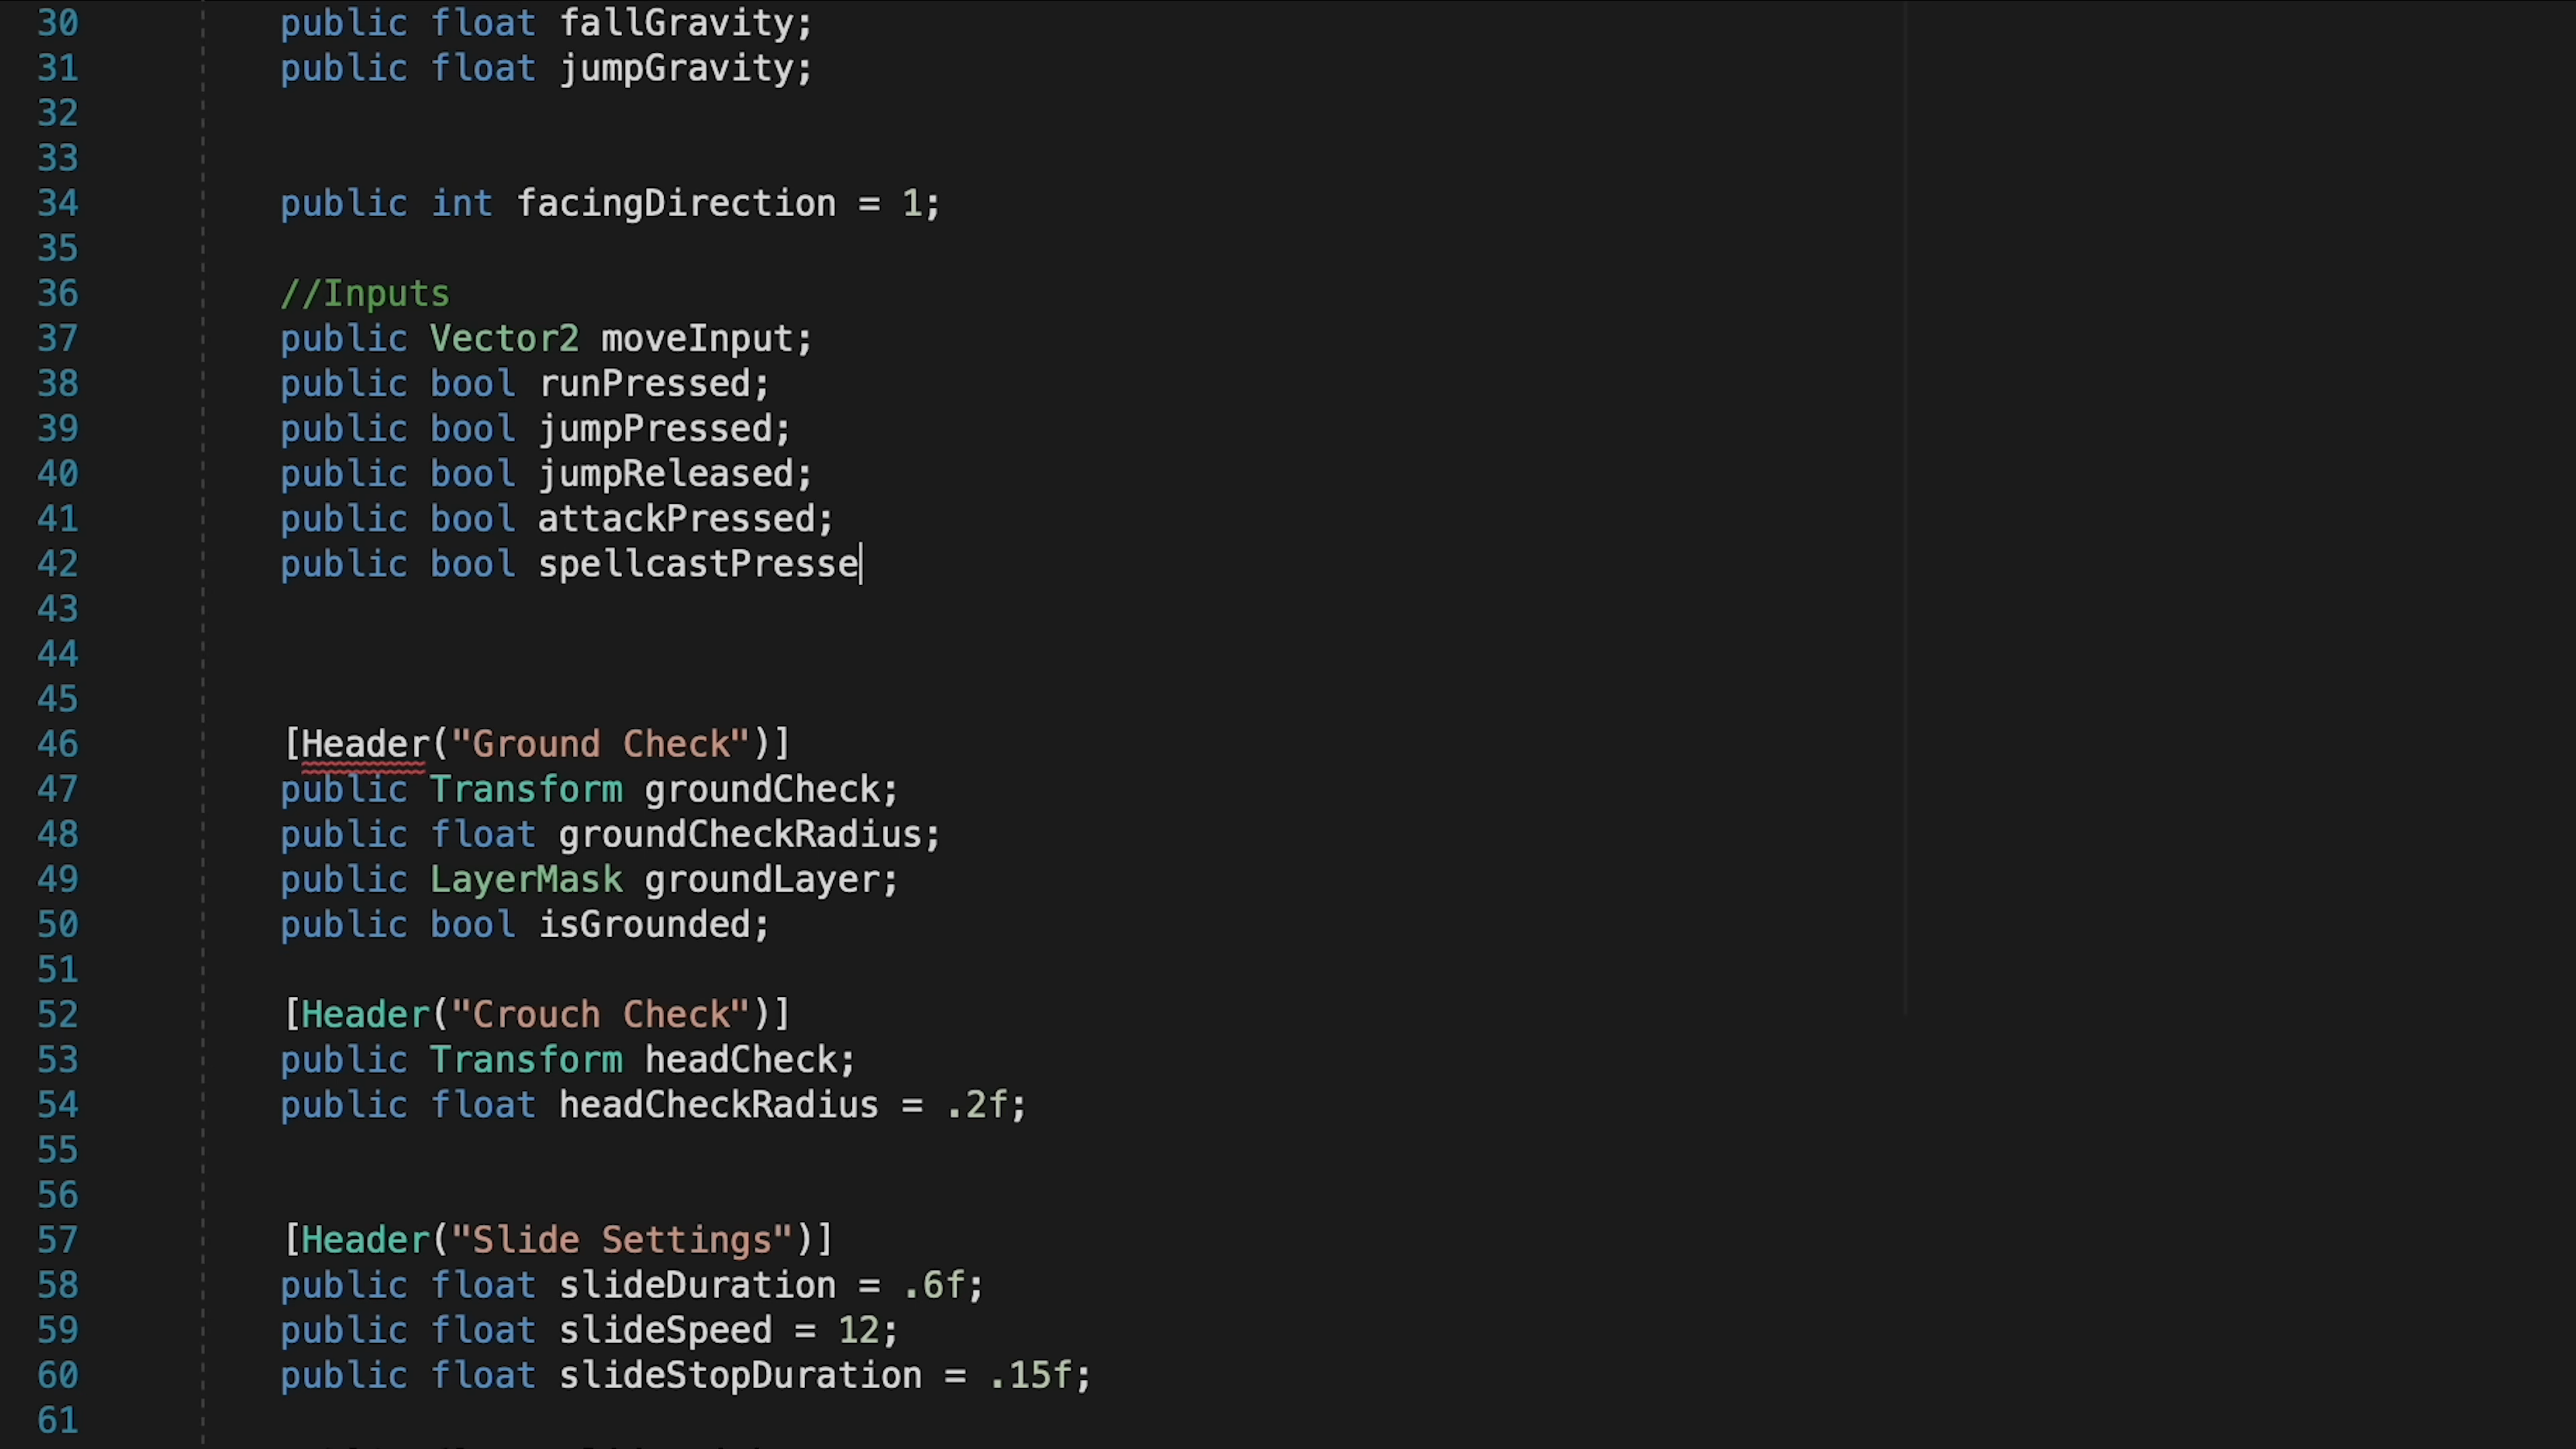 30 public float fallGravity;
31 public float jumpGravity;
32
33
34 public int facingDirection = 1;
35
36 //Inputs
37 public Vector2 moveInput;
38 public bool runPressed;
39 public bool jumpPressed;
40 public bool jumpReleased;
41 public bool attackPressed;
42 public bool spellcastPresse
43
44
45
46 [Header("Ground Check")]
47 public Transform groundCheck;
48 public float groundCheckRadius;
49 public LayerMask groundLayer;
50 public bool isGrounded;
51
52 [Header("Crouch Check")]
53 public Transform headCheck;
54 public float headCheckRadius = .2f;
55
56
57 [Header("Slide Settings")]
58 public float slideDuration = .6f;
59 public float slideSpeed = 12;
60 public float slideStopDuration = .15f;
61